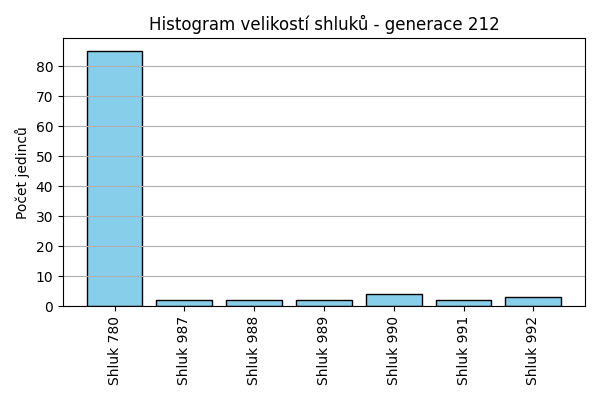 Histogram velikostí shluků - generace 212
Počet jedinců
80
70
60
50
40
30
20
10
0
Shluk 780
Shluk 987
Shluk 988
Shluk 989
Shluk 990
Shluk 991
Shluk 992